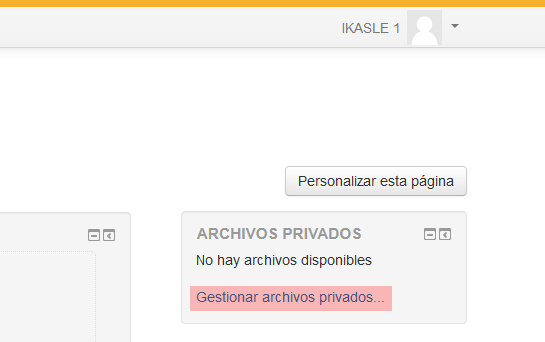 IKASLE 1
Personalizar esta página
ARCHIVOS PRIVADOS
No hay archivos disponibles
Gestionar archivos privados...